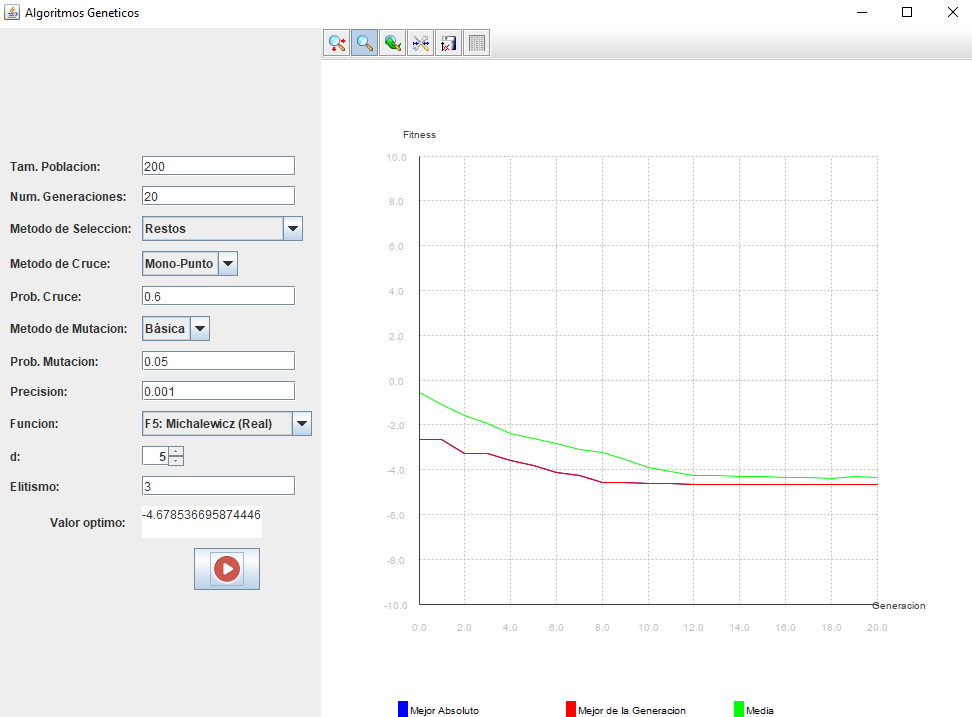 Algoritmos Geneticos
Tam. Poblacion: 200
Num. Generaciones: 20
Metodo de Seleccion: Restos
Metodo de Cruce: Mono-Punto
Prob. Cruce: 0.6
Metodo de Mutacion: Básica
Prob. Mutacion: 0.05
Precision: 0.001
Funcion: F5: Michalewicz (Real)
d: 5
Elitismo: 3
Valor optimo: -4.678536695874446
Fitness
10.0
8.0
6.0
4.0
2.0
0.0
-2.0
-4.0
-6.0
-8.0
-10.0
Generacion
0.0 2.0 4.0 6.0 8.0 10.0 12.0 14.0 16.0 18.0 20.0
Mejor Absoluto Mejor de la Generacion Media